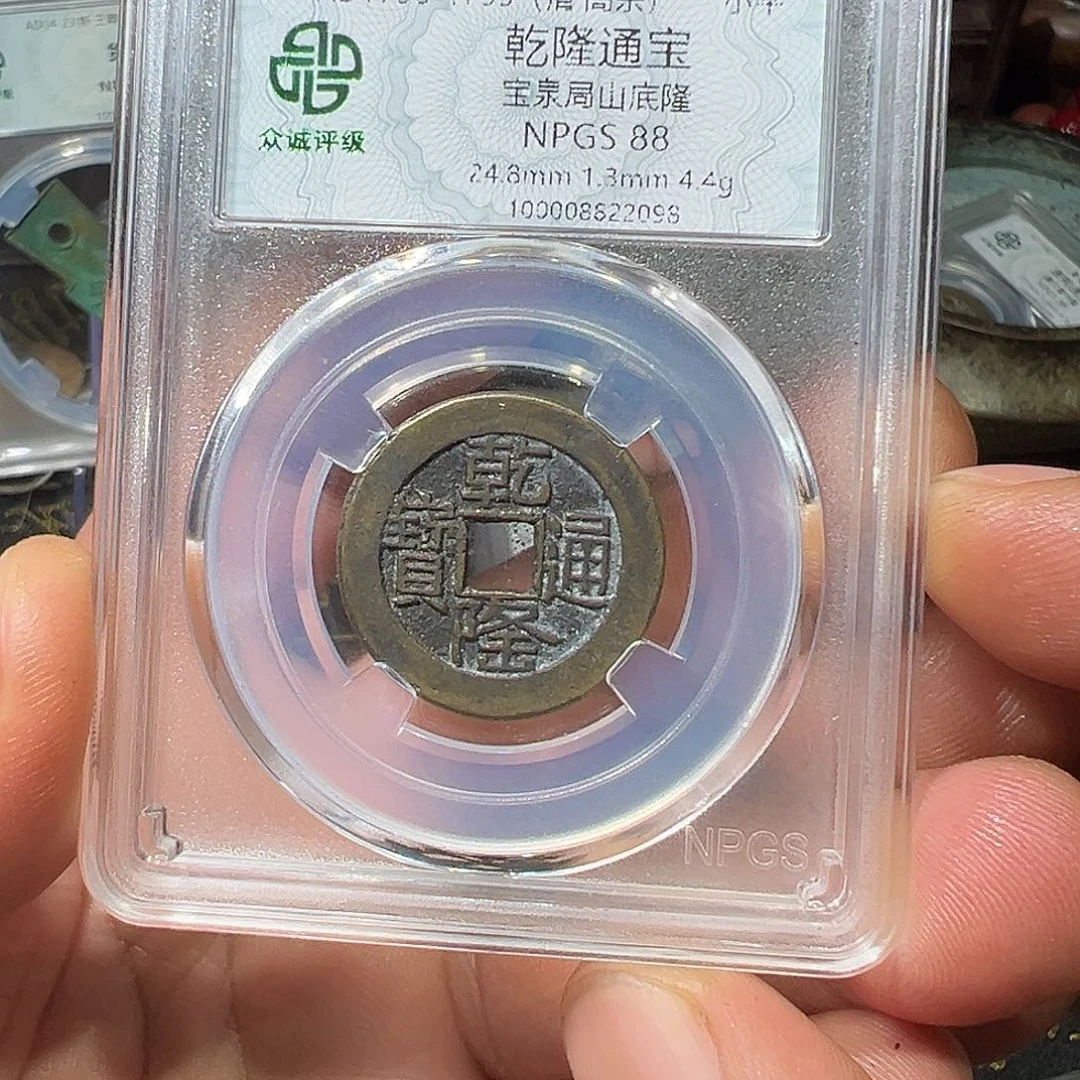 乾隆通宝
宝泉局山底隆
NPGS 88
24.8mm 1.3mm 4.4g
100008822098
众诚评级
乾
寶 通
隆
NPGS